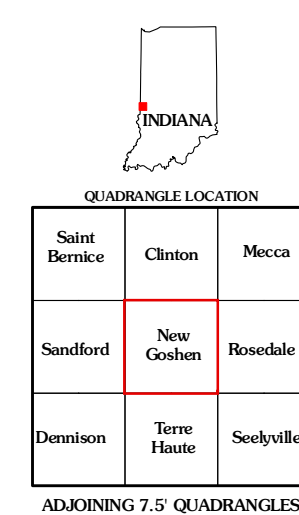 INDIANA
QUADRANGLE LOCATION
Saint
Bernice
Clinton
Mecca
Sandford
New
Goshen
Rosedale
Dennison
Terre
Haute
Seelyville
ADJOINING 7.5' QUADRANGLES